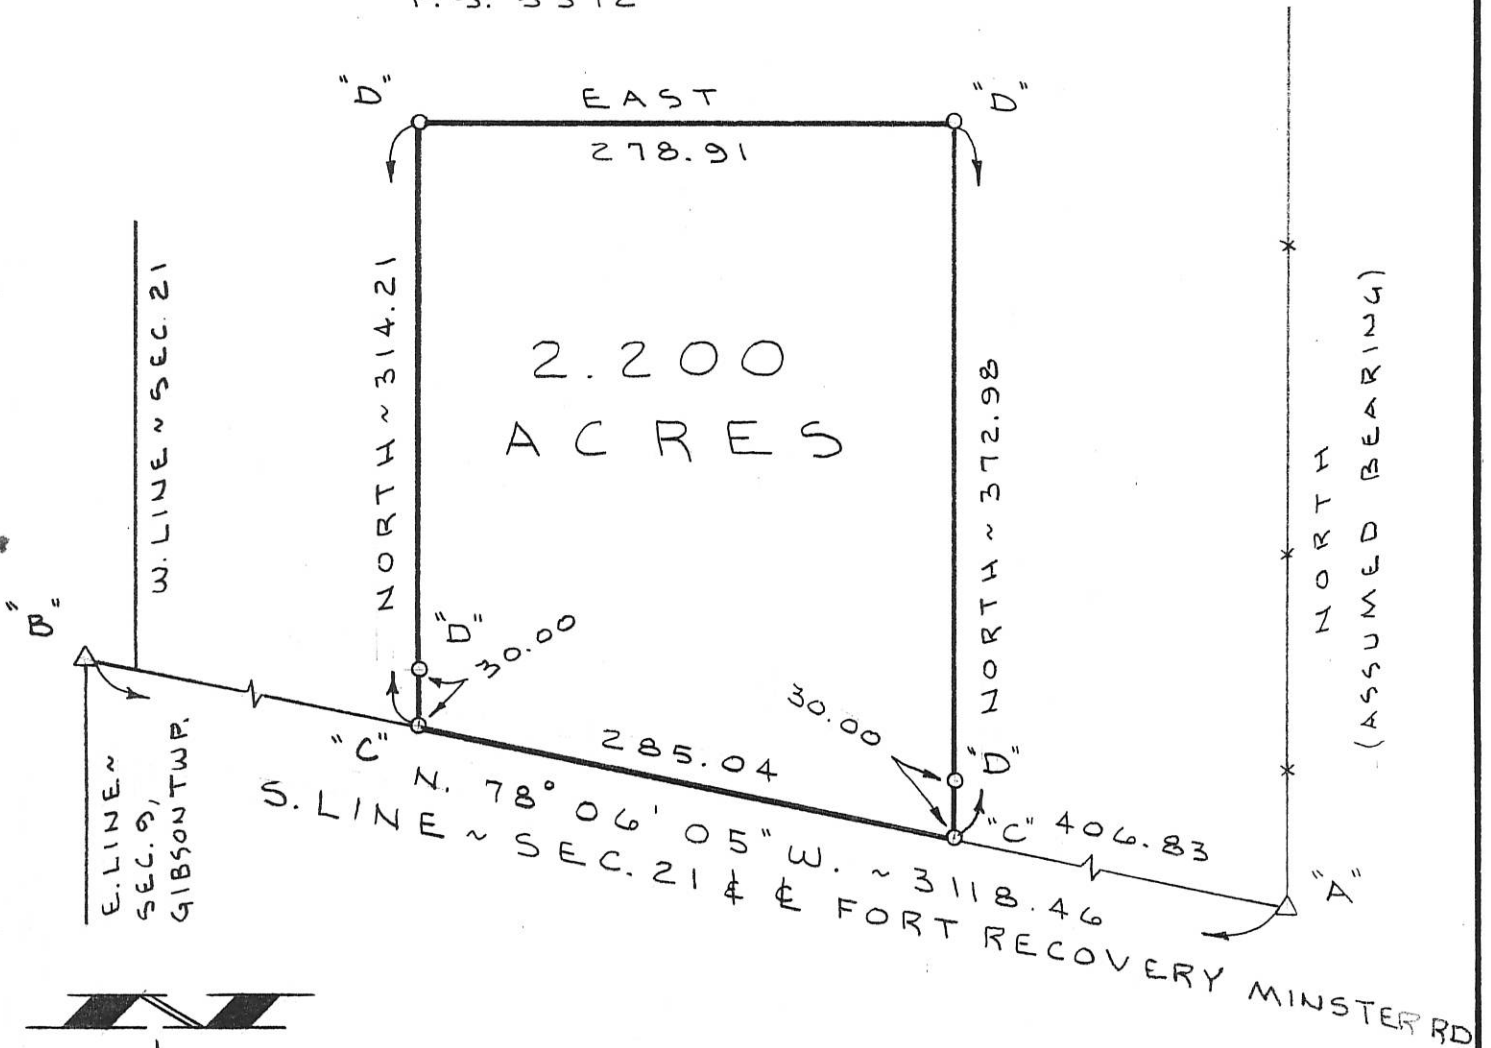 "D"
EAST
"D"
278.91
W. LINE ~ SEC. 21
NORTH ~ 314.21
2.200
ACRES
NORTH ~ 372.98
NORTH
(ASSUMED BEARING)
"B"
"D"
30.00
30.00
"D"
"C"
285.04
"C" 406.83
"A"
N. 78° 06' 05" W. ~ 3118.46
S. LINE ~ SEC. 21 & ℄ FORT RECOVERY MINSTER RD
E. LINE ~
SEC. 9,
GIBSON TWP.
N